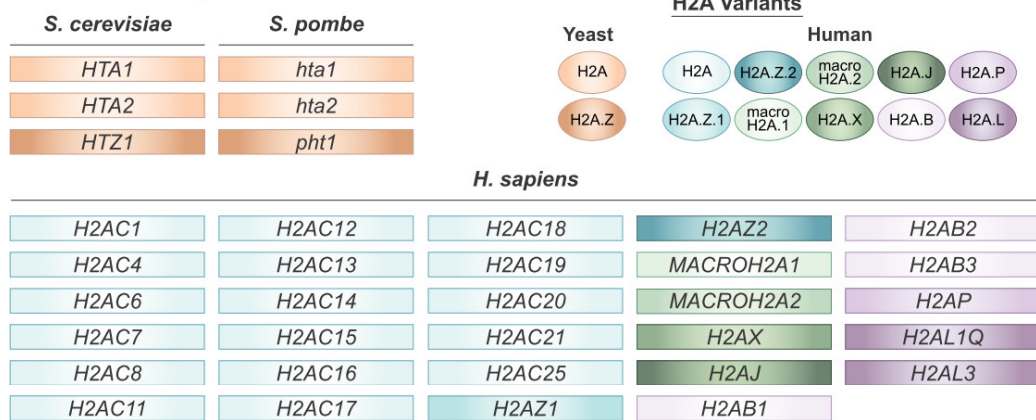 H2A Variants
S. cerevisiae
S. pombe
HTA1
hta1
HTA2
hta2
HTZ1
pht1
Yeast
Human
H2A
H2A
H2A.Z.2
macro
H2A.2
H2A.J
H2A.P
H2A.Z
H2A.Z.1
macro
H2A.1
H2A.X
H2A.B
H2A.L
H. sapiens
H2AC1
H2AC12
H2AC18
H2AZ2
H2AB2
H2AC4
H2AC13
H2AC19
MACROH2A1
H2AB3
H2AC6
H2AC14
H2AC20
MACROH2A2
H2AP
H2AC7
H2AC15
H2AC21
H2AX
H2AL1Q
H2AC8
H2AC16
H2AC25
H2AJ
H2AL3
H2AC11
H2AC17
H2AZ1
H2AB1